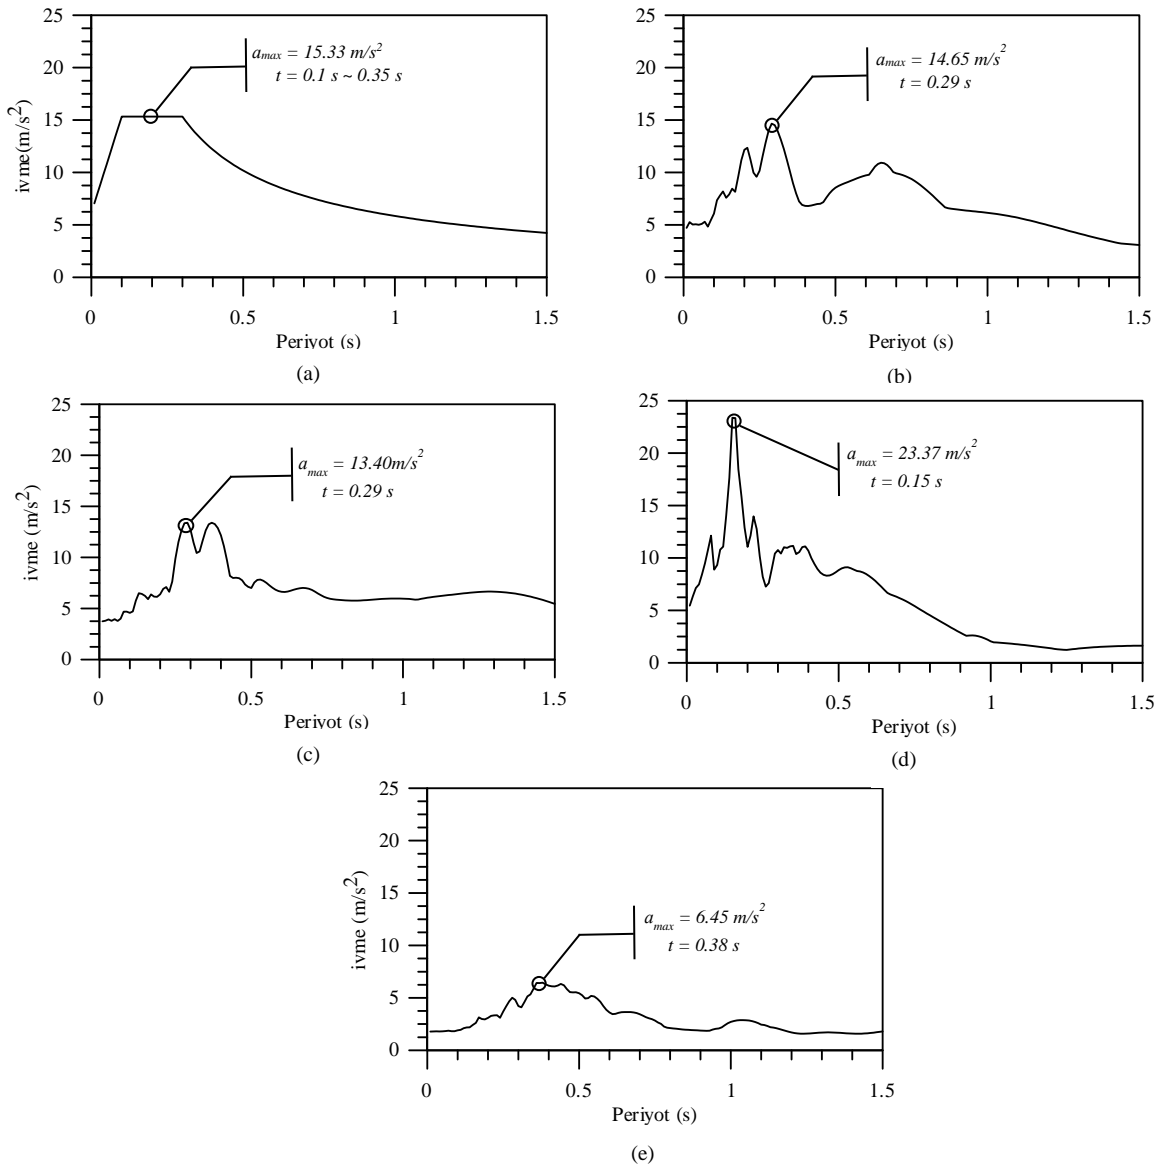 25
20
15
10
5
0
ivme(m/s²)
a_max = 15.33 m/s²
t = 0.1 s ~ 0.35 s
0 0.5 1 1.5
Periyot (s)
(a)
25
20
15
10
5
0
a_max = 14.65 m/s²
t = 0.29 s
0 0.5 1 1.5
Periyot (s)
(b)
25
20
15
10
5
0
ivme (m/s²)
a_max = 13.40m/s²
t = 0.29 s
0 0.5 1 1.5
Periyot (s)
(c)
25
20
15
10
5
0
a_max = 23.37 m/s²
t = 0.15 s
0 0.5 1 1.5
Periyot (s)
(d)
25
20
15
10
5
0
ivme (m/s²)
a_max = 6.45 m/s²
t = 0.38 s
0 0.5 1 1.5
Periyot (s)
(e)